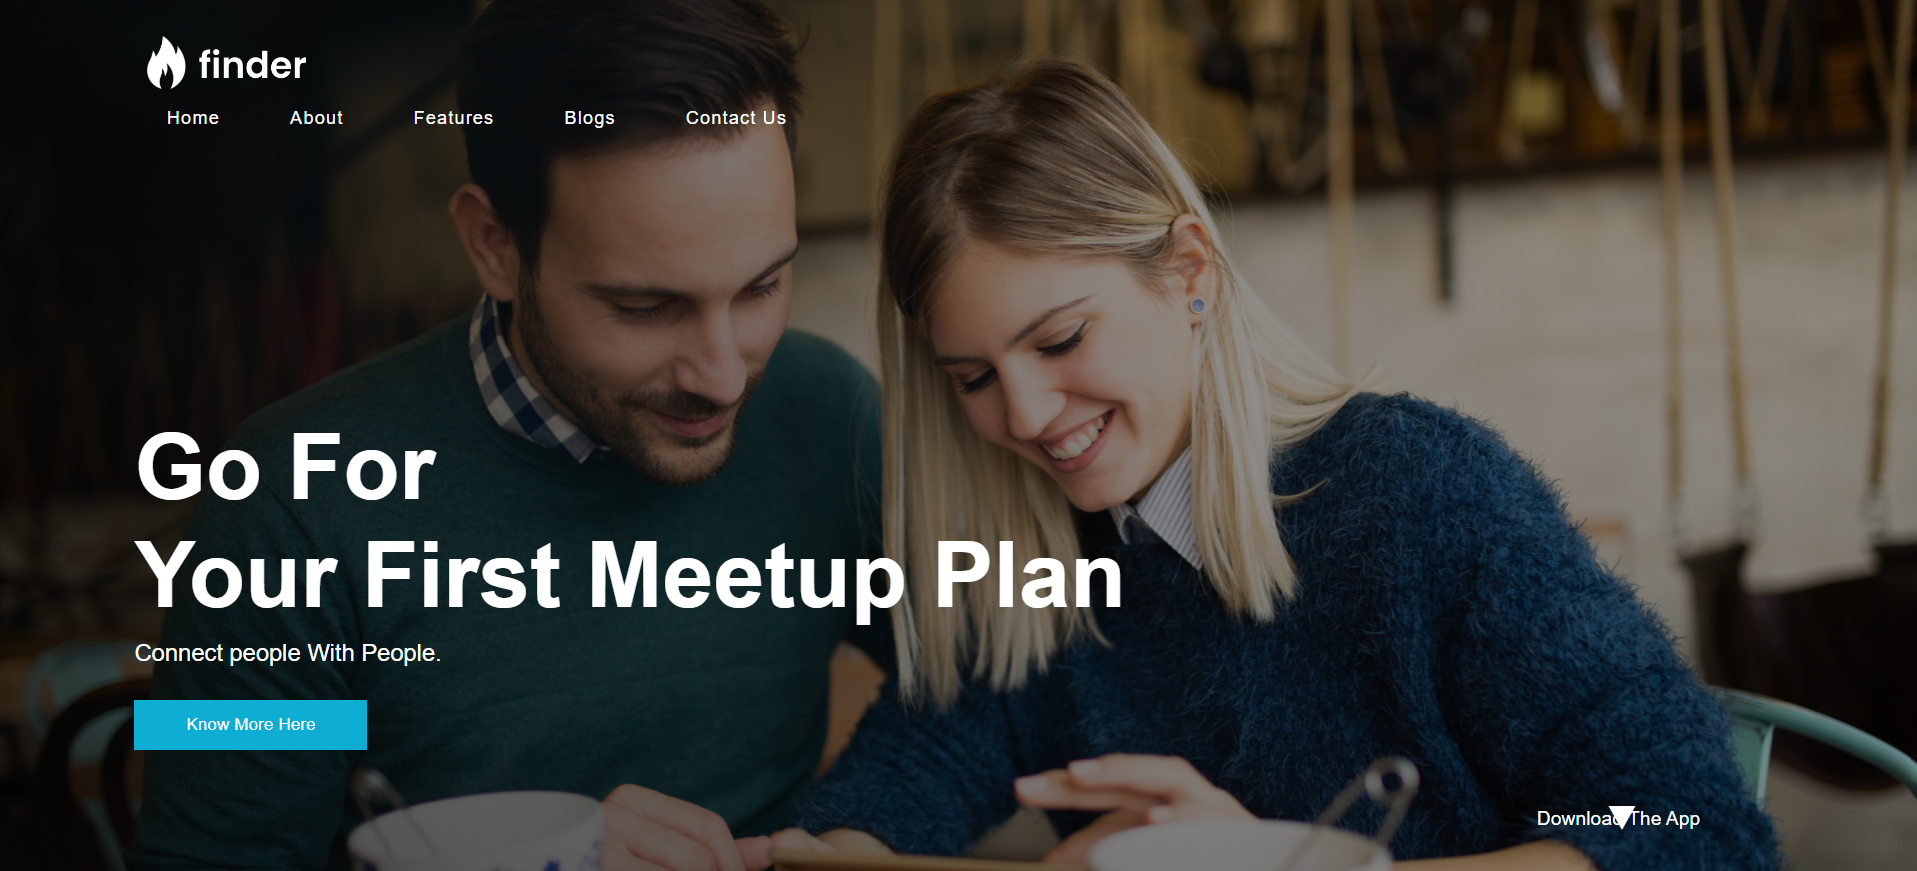 finder
Home About Features Blogs Contact Us
Go For
Your First Meetup Plan
Connect people With People.
Know More Here
Download The App